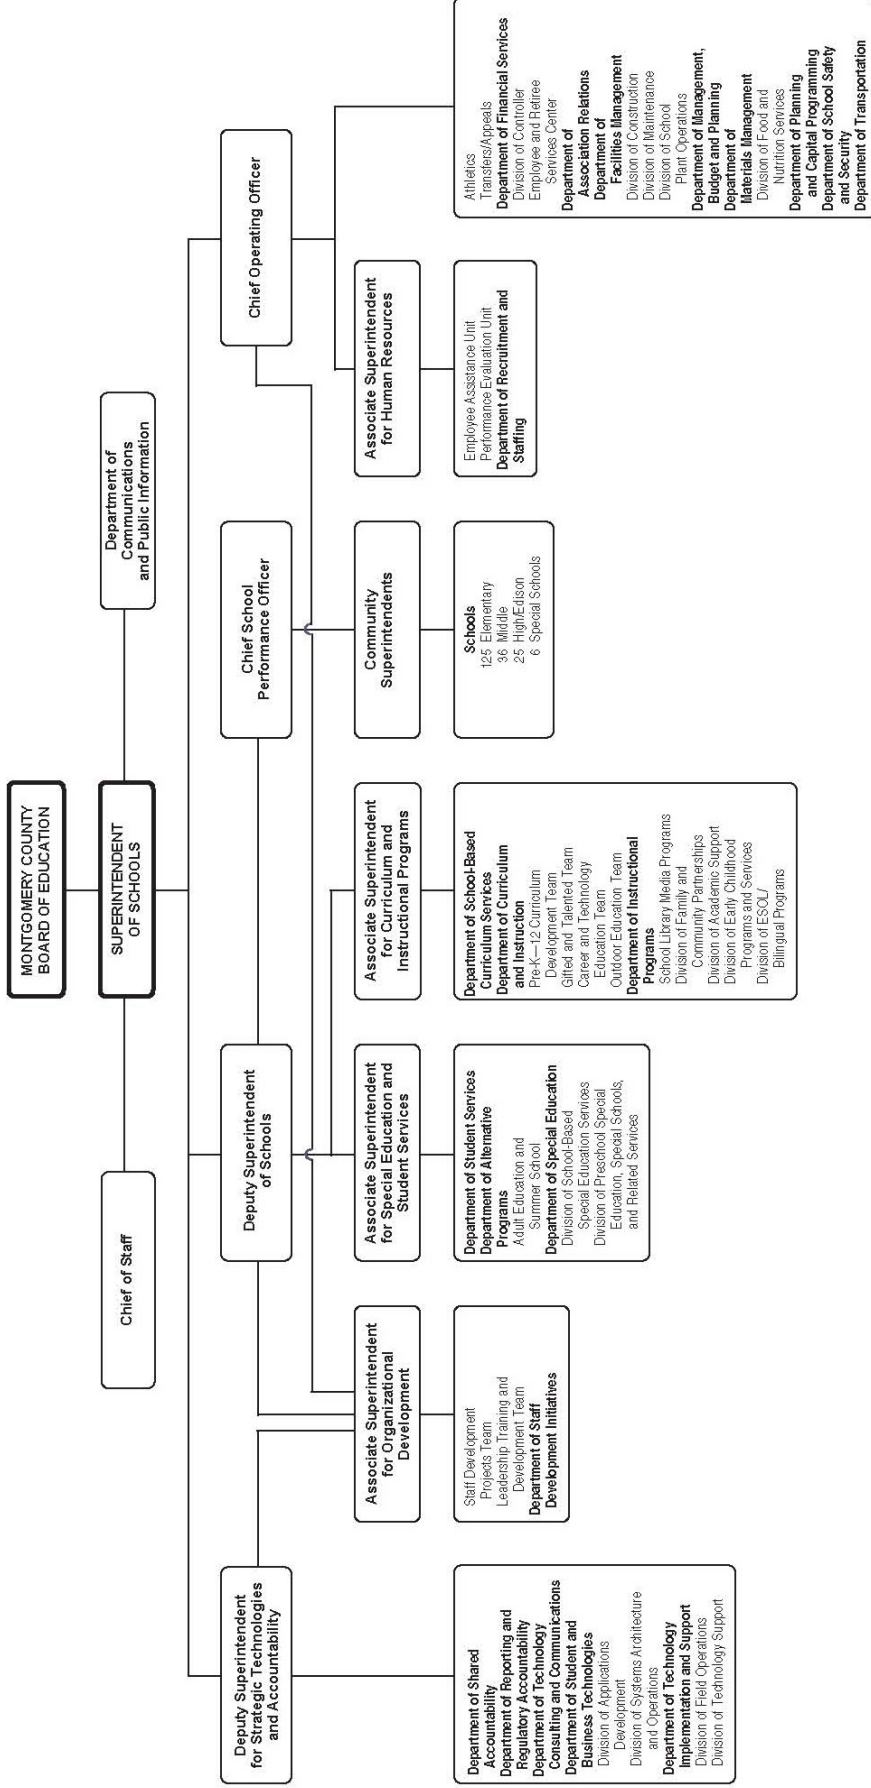 MONTGOMERY COUNTY
BOARD OF EDUCATION
SUPERINTENDENT
OF SCHOOLS
Chief of Staff
Department of
Communications
and Public Information
Deputy Superintendent
for Strategic Technologies
and Accountability
Deputy Superintendent
of Schools
Chief School
Performance Officer
Chief Operating Officer
Associate Superintendent
for Organizational
Development
Associate Superintendent
for Special Education and
Student Services
Associate Superintendent
for Curriculum and
Instructional Programs
Community
Superintendents
Associate Superintendent
for Human Resources
Department of Shared
Accountability
Department of Reporting and
Regulatory Accountability
Department of Technology
Consulting and Communications
Department of Student and
Business Technologies
Division of Applications
Development
Division of Systems Architecture
and Operations
Department of Technology
Implementation and Support
Division of Field Operations
Division of Technology Support
Staff Development
Projects Team
Leadership Training and
Development Team
Department of Staff
Development Initiatives
Department of Student Services
Department of Alternative
Programs
Adult Education and
Summer School
Department of Special Education
Division of School-Based
Special Education Services
Division of Preschool Special
Education, Special Schools,
and Related Services
Department of School-Based
Curriculum Services
Department of Curriculum
and Instruction
Pre-K—12 Curriculum
Development Team
Gifted and Talented Team
Career and Technology
Education Team
Outdoor Education Team
Department of Instructional
Programs
School Library Media Programs
Division of Family and
Community Partnerships
Division of Academic Support
Division of Early Childhood
Programs and Services
Division of ESOL/
Bilingual Programs
Schools
125 Elementary
36 Middle
25 High/Edison
6 Special Schools
Employee Assistance Unit
Performance Evaluation Unit
Department of Recruitment and
Staffing
Athletics
Transfers/Appeals
Department of Financial Services
Division of Controller
Employee and Retiree
Services Center
Department of
Association Relations
Department of
Facilities Management
Division of Construction
Division of Maintenance
Division of School
Plant Operations
Department of Management,
Budget and Planning
Department of
Materials Management
Division of Food and
Nutrition Services
Department of Planning
and Capital Programming
Department of School Safety
and Security
Department of Transportation